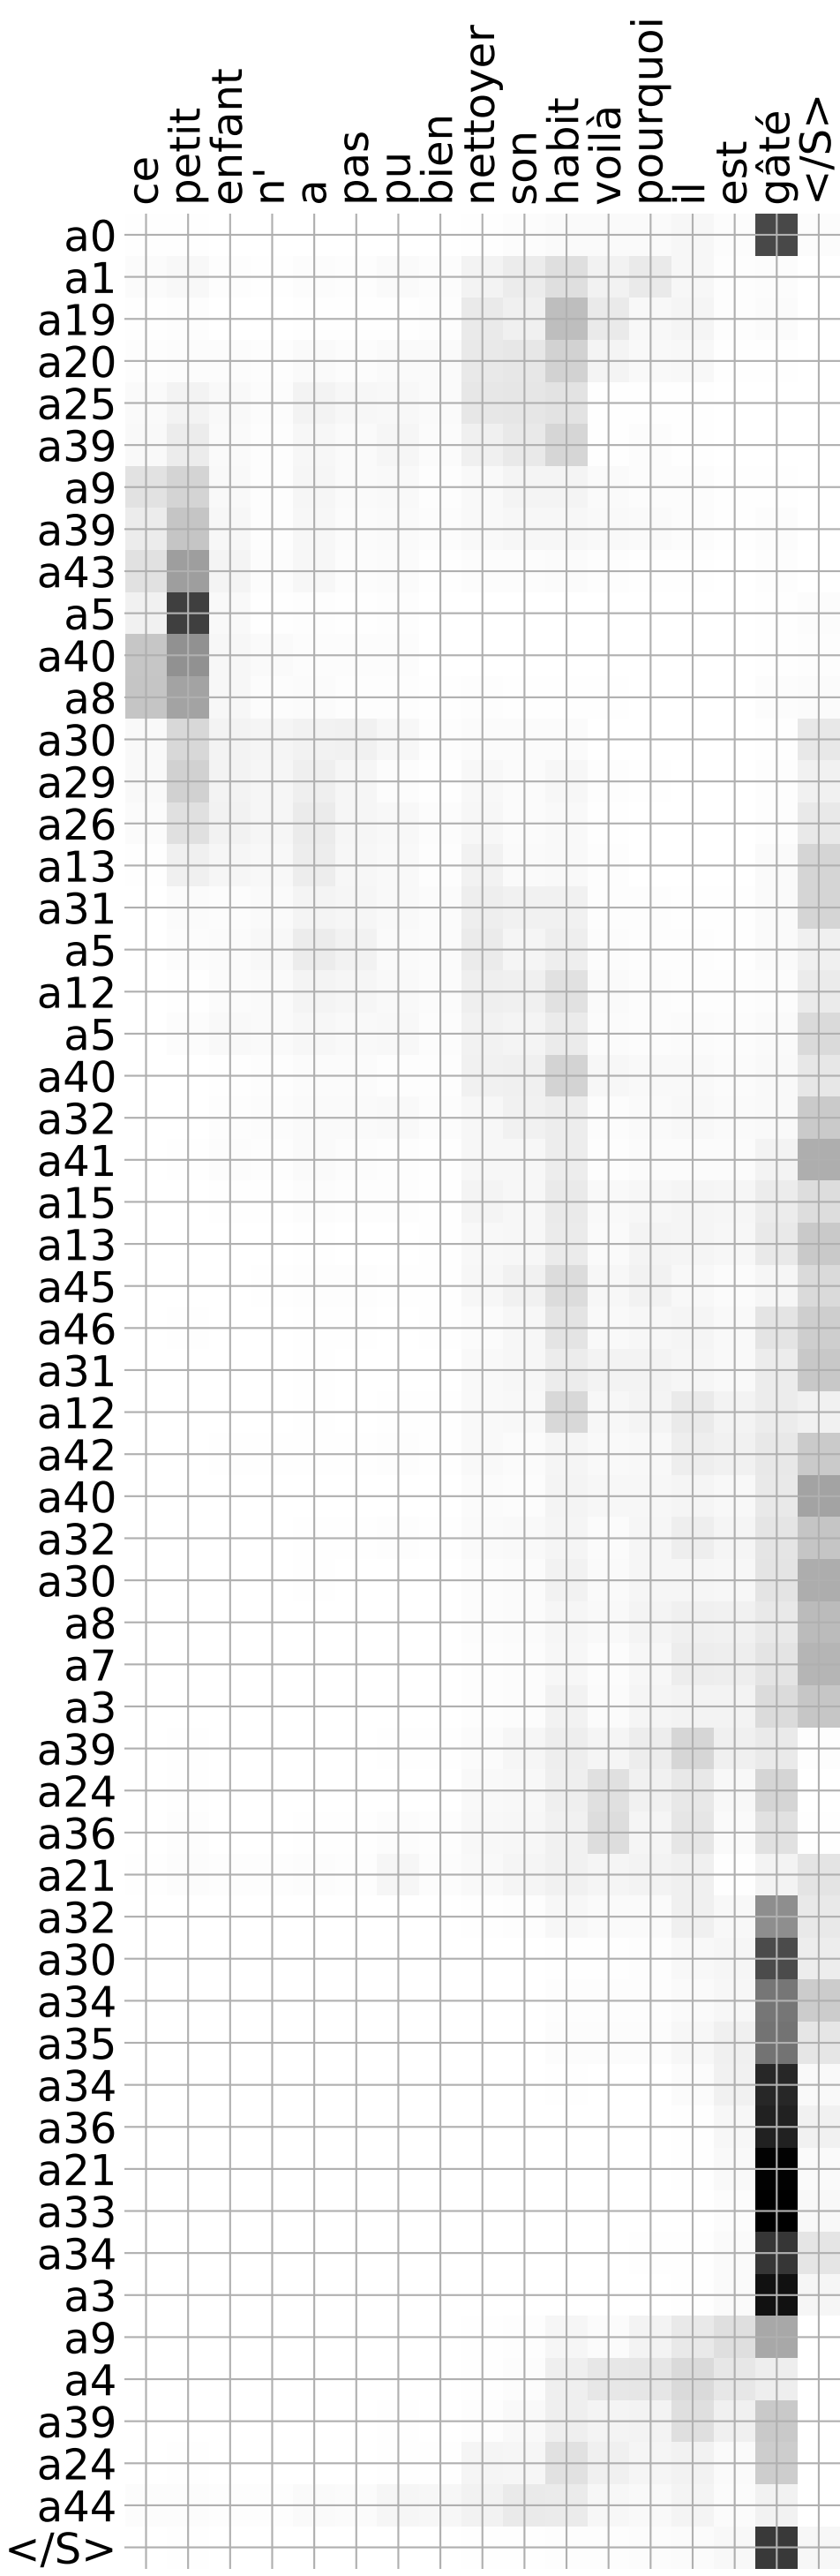 ce
petit
enfant
n'
a
pas
pu
bien
nettoyer
son
habit
voilà
pourquoi
il
est
gâté
</S>
a0
a1
a19
a20
a25
a39
a9
a39
a43
a5
a40
a8
a30
a29
a26
a13
a31
a5
a12
a5
a40
a32
a41
a15
a13
a45
a46
a31
a12
a42
a40
a32
a30
a8
a7
a3
a39
a24
a36
a21
a32
a30
a34
a35
a34
a36
a21
a33
a34
a3
a9
a4
a39
a24
a44
</S>